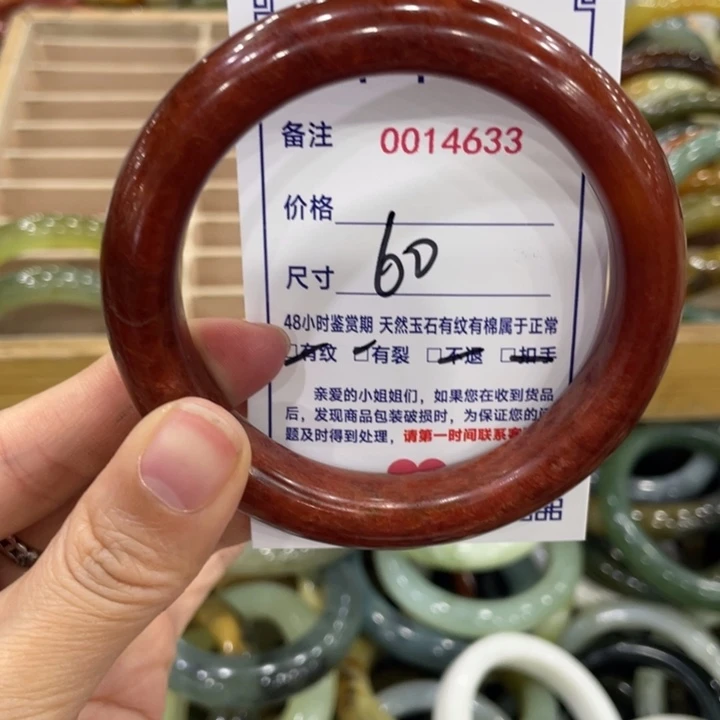 备注 0014633
价格
尺寸 60
48小时鉴赏期 天然玉石有纹有棉属于正常
□有纹 □有裂 □不退 □扣手
亲爱的小姐姐们，如果您在收到货品
后，发现商品包装破损时，为保证您的问
题及时得到处理，请第一时间联系客